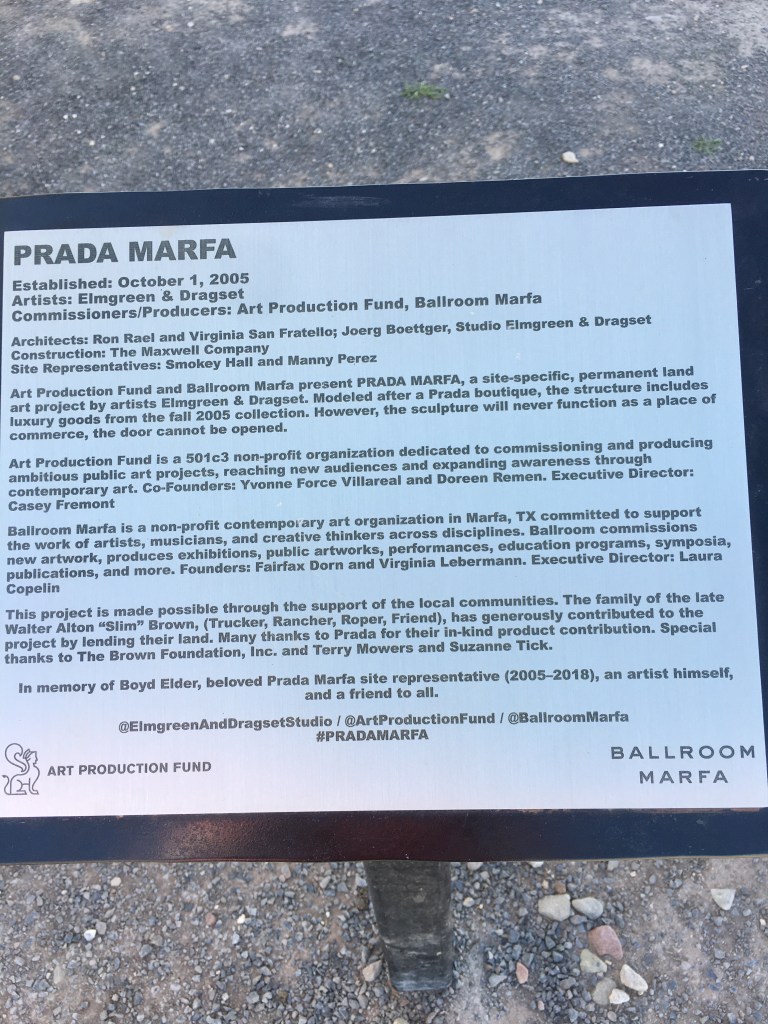 PRADA MARFA
Established: October 1, 2005
Artists: Elmgreen & Dragset
Commissioners/Producers: Art Production Fund, Ballroom Marfa
Architects: Ron Rael and Virginia San Fratello; Joerg Boettger, Studio Elmgreen & Dragset
Construction: The Maxwell Company
Site Representatives: Smokey Hall and Manny Perez
Art Production Fund and Ballroom Marfa present PRADA MARFA, a site-specific, permanent land
art project by artists Elmgreen & Dragset. Modeled after a Prada boutique, the structure includes
luxury goods from the fall 2005 collection. However, the sculpture will never function as a place of
commerce, the door cannot be opened.
Art Production Fund is a 501c3 non-profit organization dedicated to commissioning and producing
ambitious public art projects, reaching new audiences and expanding awareness through
contemporary art. Co-Founders: Yvonne Force Villareal and Doreen Remen. Executive Director:
Casey Fremont
Ballroom Marfa is a non-profit contemporary art organization in Marfa, TX committed to support
the work of artists, musicians, and creative thinkers across disciplines. Ballroom commissions
new artwork, produces exhibitions, public artworks, performances, education programs, symposia,
publications, and more. Founders: Fairfax Dorn and Virginia Lebermann. Executive Director: Laura
Copelin
This project is made possible through the support of the local communities. The family of the late
Walter Alton “Slim” Brown, (Trucker, Rancher, Roper, Friend), has generously contributed to the
project by lending their land. Many thanks to Prada for their in-kind product contribution. Special
thanks to The Brown Foundation, Inc. and Terry Mowers and Suzanne Tick.
In memory of Boyd Elder, beloved Prada Marfa site representative (2005–2018), an artist himself,
and a friend to all.
@ElmgreenAndDragsetStudio / @ArtProductionFund / @BallroomMarfa
#PRADAMARFA
ART PRODUCTION FUND
BALLROOM
MARFA